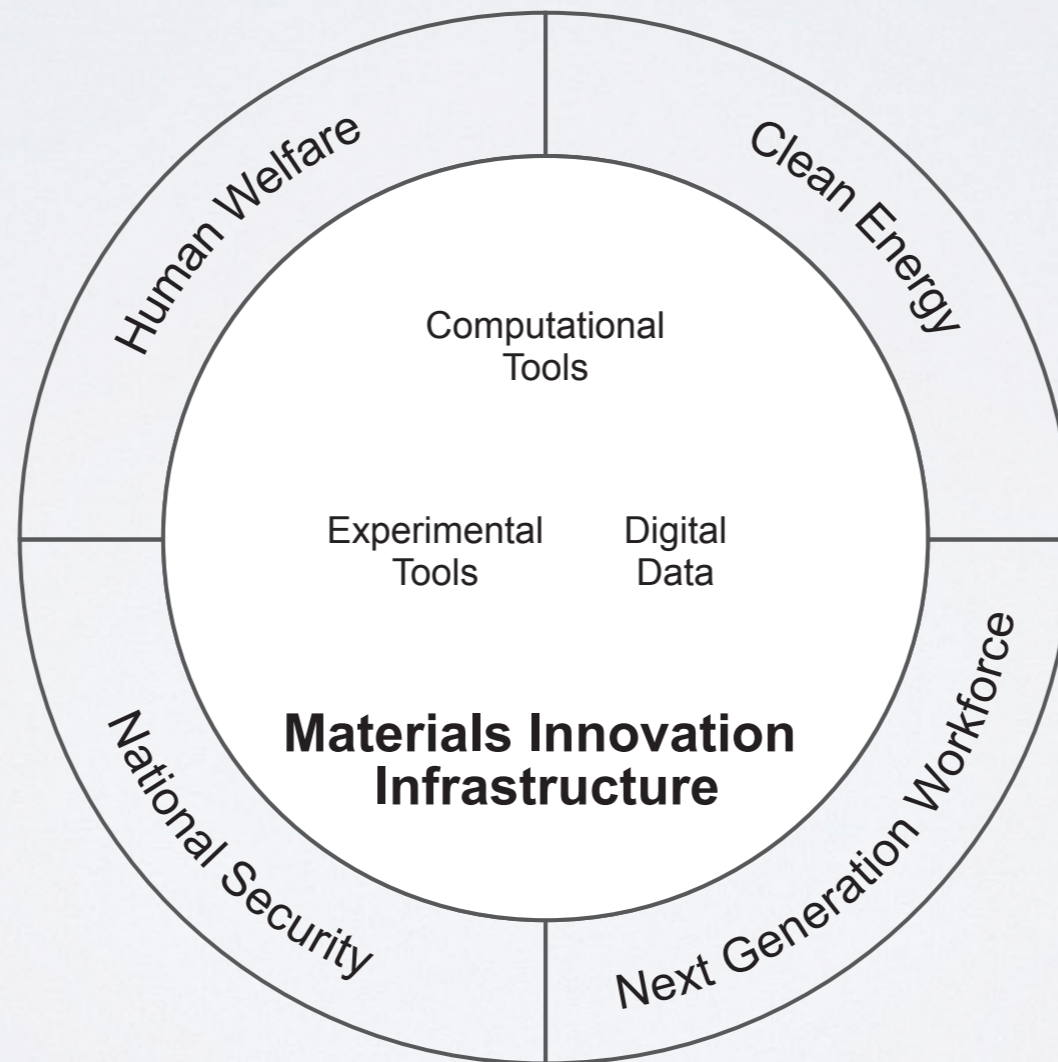 Human Welfare
Clean Energy
Computational
Tools
Experimental
Tools
Digital
Data
Materials Innovation
Infrastructure
National Security
Next Generation Workforce